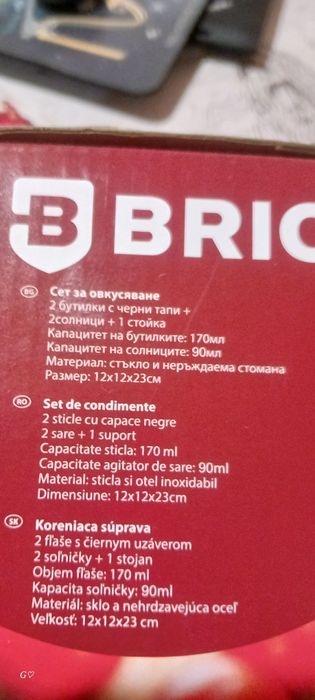 B BRIC
BG Сет за овкусяване
2 бутилки с черни тапи +
2солници + 1 стойка
Капацитет на бутилките: 170мл
Капацитет на солниците: 90мл
Материал: стъкло и неръждаема стомана
Размер: 12x12x23см
RO Set de condimente
2 sticle cu capace negre
2 sare + 1 suport
Capacitate sticla: 170 ml
Capacitate agitator de sare: 90ml
Material: sticla si otel inoxidabil
Dimensiune: 12x12x23cm
SK Koreniaca súprava
2 fľaše s čiernym uzáverom
2 soľničky + 1 stojan
Objem fľaše: 170 ml
Kapacita soľničky: 90ml
Materiál: sklo a nehrdzavejúca oceľ
Veľkosť: 12x12x23 cm
G♡